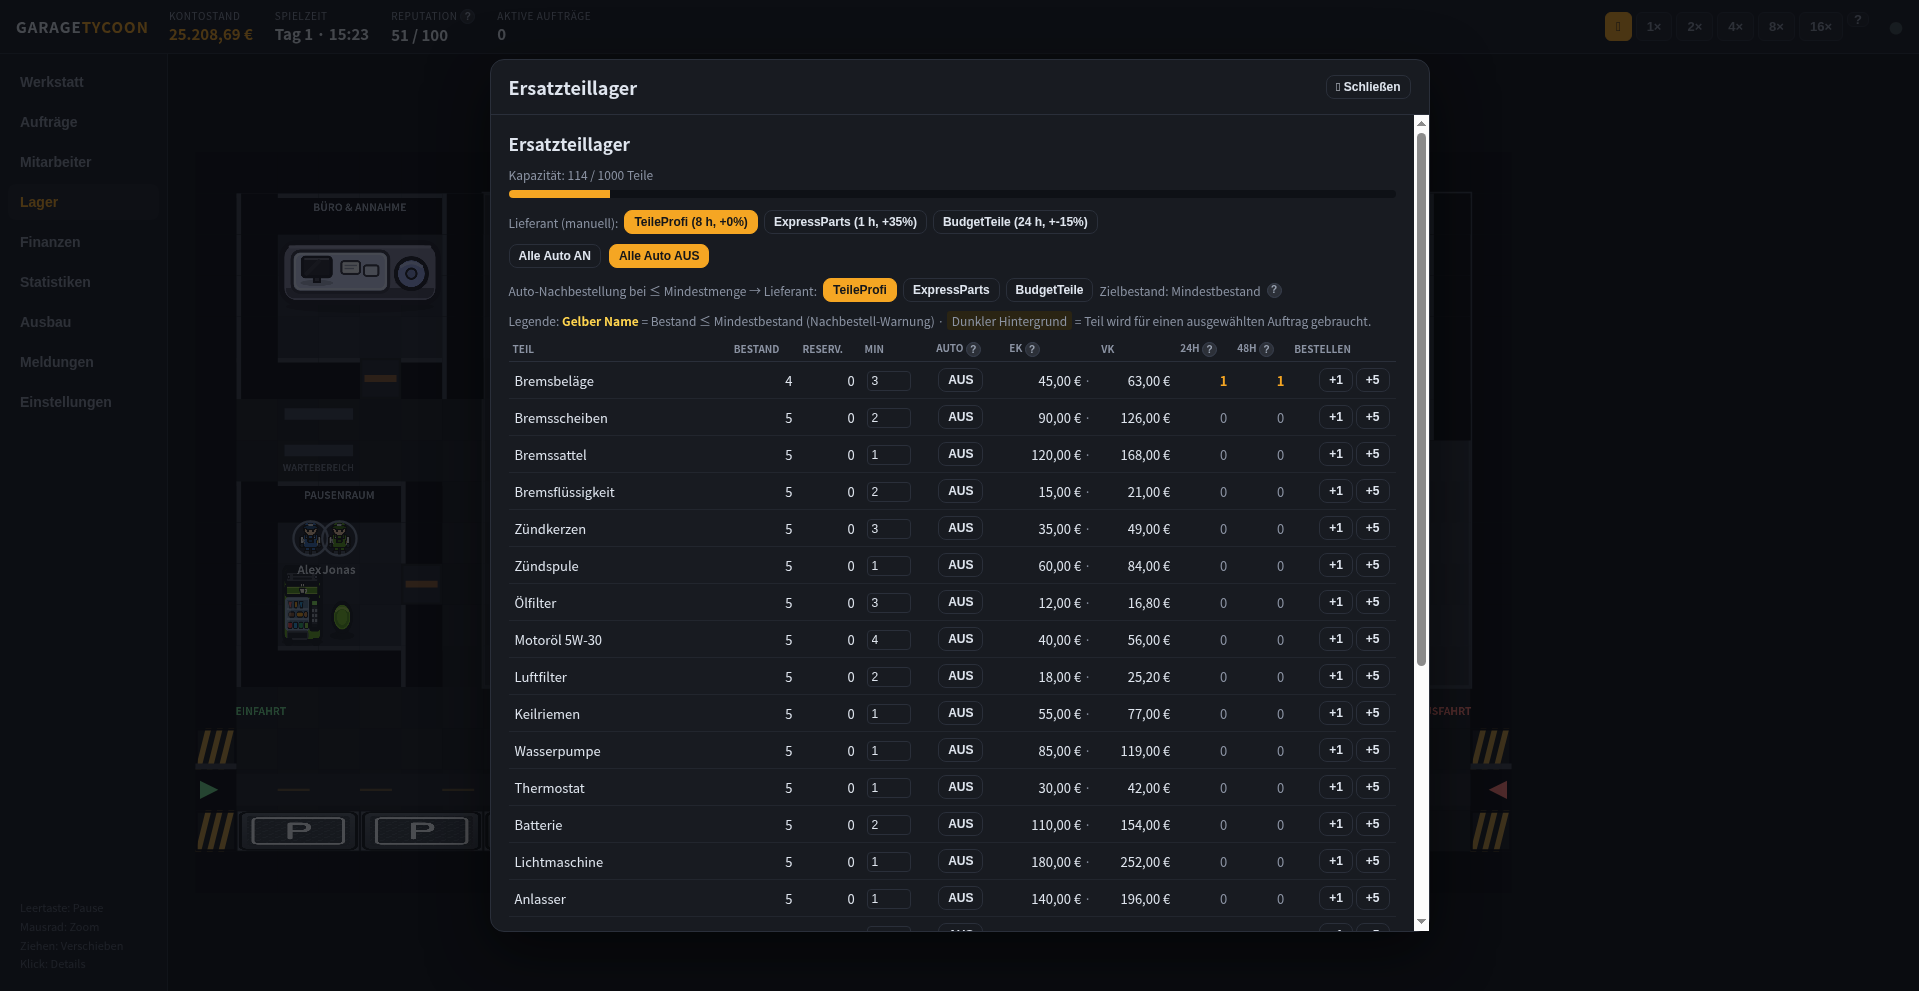 GARAGETYCOON
KONTOSTAND
25.208,69 €
SPIELZEIT
Tag 1 · 15:23
REPUTATION ?
51 / 100
AKTIVE AUFTRÄGE
0
1× 2× 4× 8× 16× ?
Werkstatt
Aufträge
Mitarbeiter
Lager
Finanzen
Statistiken
Ausbau
Meldungen
Einstellungen
Leertaste: Pause
Mausrad: Zoom
Ziehen: Verschieben
Klick: Details
BÜRO & ANNAHME
WARTEBEREICH
PAUSENRAUM
Alex Jonas
EINFAHRT
P P
SFAHRT
Ersatzteillager
Schließen
Ersatzteillager
Kapazität: 114 / 1000 Teile
Lieferant (manuell): TeileProfi (8 h, +0%) ExpressParts (1 h, +35%) BudgetTeile (24 h, +-15%)
Alle Auto AN Alle Auto AUS
Auto-Nachbestellung bei ≤ Mindestmenge → Lieferant: TeileProfi ExpressParts BudgetTeile Zielbestand: Mindestbestand ?
Legende: Gelber Name = Bestand ≤ Mindestbestand (Nachbestell-Warnung) · Dunkler Hintergrund = Teil wird für einen ausgewählten Auftrag gebraucht.
TEIL BESTAND RESERV. MIN AUTO ? EK ? VK 24H ? 48H ? BESTELLEN
Bremsbeläge 4 0 3 AUS 45,00 € · 63,00 € 1 1 +1 +5
Bremsscheiben 5 0 2 AUS 90,00 € · 126,00 € 0 0 +1 +5
Bremssattel 5 0 1 AUS 120,00 € · 168,00 € 0 0 +1 +5
Bremsflüssigkeit 5 0 2 AUS 15,00 € · 21,00 € 0 0 +1 +5
Zündkerzen 5 0 3 AUS 35,00 € · 49,00 € 0 0 +1 +5
Zündspule 5 0 1 AUS 60,00 € · 84,00 € 0 0 +1 +5
Ölfilter 5 0 3 AUS 12,00 € · 16,80 € 0 0 +1 +5
Motoröl 5W-30 5 0 4 AUS 40,00 € · 56,00 € 0 0 +1 +5
Luftfilter 5 0 2 AUS 18,00 € · 25,20 € 0 0 +1 +5
Keilriemen 5 0 1 AUS 55,00 € · 77,00 € 0 0 +1 +5
Wasserpumpe 5 0 1 AUS 85,00 € · 119,00 € 0 0 +1 +5
Thermostat 5 0 1 AUS 30,00 € · 42,00 € 0 0 +1 +5
Batterie 5 0 2 AUS 110,00 € · 154,00 € 0 0 +1 +5
Lichtmaschine 5 0 1 AUS 180,00 € · 252,00 € 0 0 +1 +5
Anlasser 5 0 1 AUS 140,00 € · 196,00 € 0 0 +1 +5